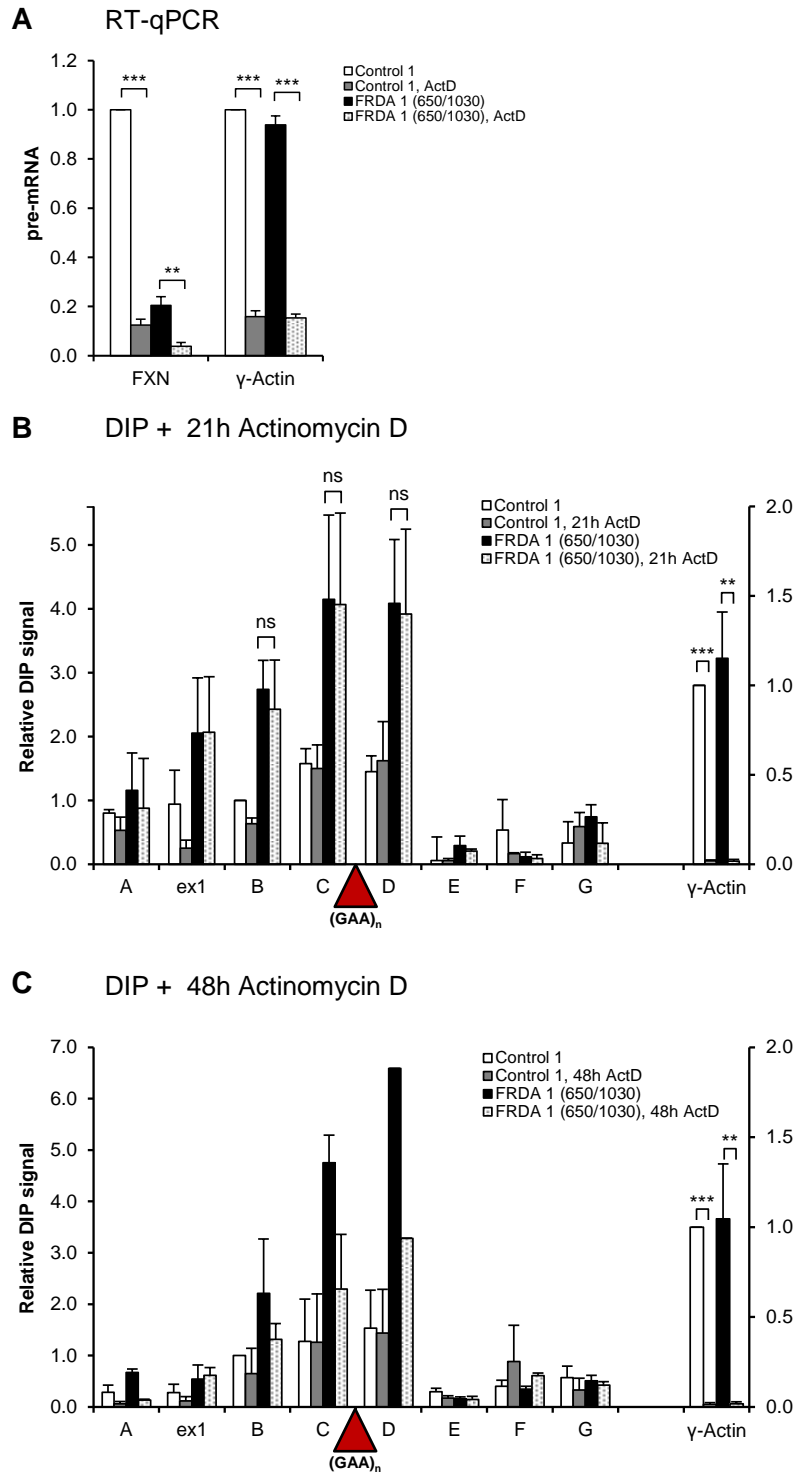 A RT-qPCR
1.2
1.0
0.8
0.6
0.4
0.2
0.0
pre-mRNA
*** *** ***
**
FXN γ-Actin
Control 1
Control 1, ActD
FRDA 1 (650/1030)
FRDA 1 (650/1030), ActD
B DIP + 21h Actinomycin D
5.0
4.0
3.0
2.0
1.0
0.0
Relative DIP signal
ns
ns
ns
Control 1
Control 1, 21h ActD
FRDA 1 (650/1030)
FRDA 1 (650/1030), 21h ActD
***
**
2.0
1.5
1.0
0.5
0.0
A ex1 B C D E F G γ-Actin
(GAA)n
C DIP + 48h Actinomycin D
7.0
6.0
5.0
4.0
3.0
2.0
1.0
0.0
Relative DIP signal
Control 1
Control 1, 48h ActD
FRDA 1 (650/1030)
FRDA 1 (650/1030), 48h ActD
***
**
2.0
1.5
1.0
0.5
0.0
A ex1 B C D E F G γ-Actin
(GAA)n